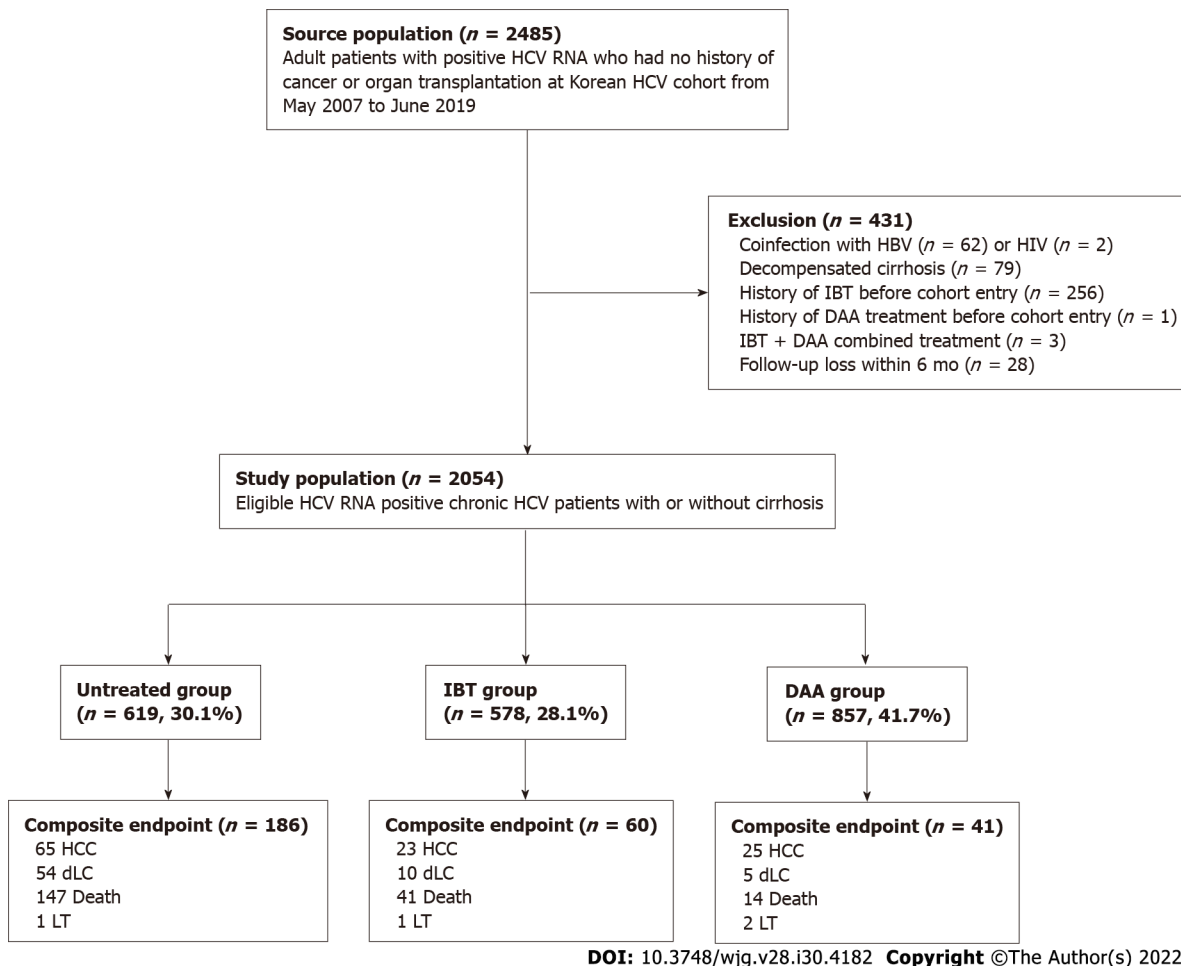 Source population (n = 2485)
Adult patients with positive HCV RNA who had no history of
cancer or organ transplantation at Korean HCV cohort from
May 2007 to June 2019
Exclusion (n = 431)
Coinfection with HBV (n = 62) or HIV (n = 2)
Decompensated cirrhosis (n = 79)
History of IBT before cohort entry (n = 256)
History of DAA treatment before cohort entry (n = 1)
IBT + DAA combined treatment (n = 3)
Follow-up loss within 6 mo (n = 28)
Study population (n = 2054)
Eligible HCV RNA positive chronic HCV patients with or without cirrhosis
Untreated group
(n = 619, 30.1%)
IBT group
(n = 578, 28.1%)
DAA group
(n = 857, 41.7%)
Composite endpoint (n = 186)
65 HCC
54 dLC
147 Death
1 LT
Composite endpoint (n = 60)
23 HCC
10 dLC
41 Death
1 LT
Composite endpoint (n = 41)
25 HCC
5 dLC
14 Death
2 LT
DOI: 10.3748/wjg.v28.i30.4182 Copyright ©The Author(s) 2022